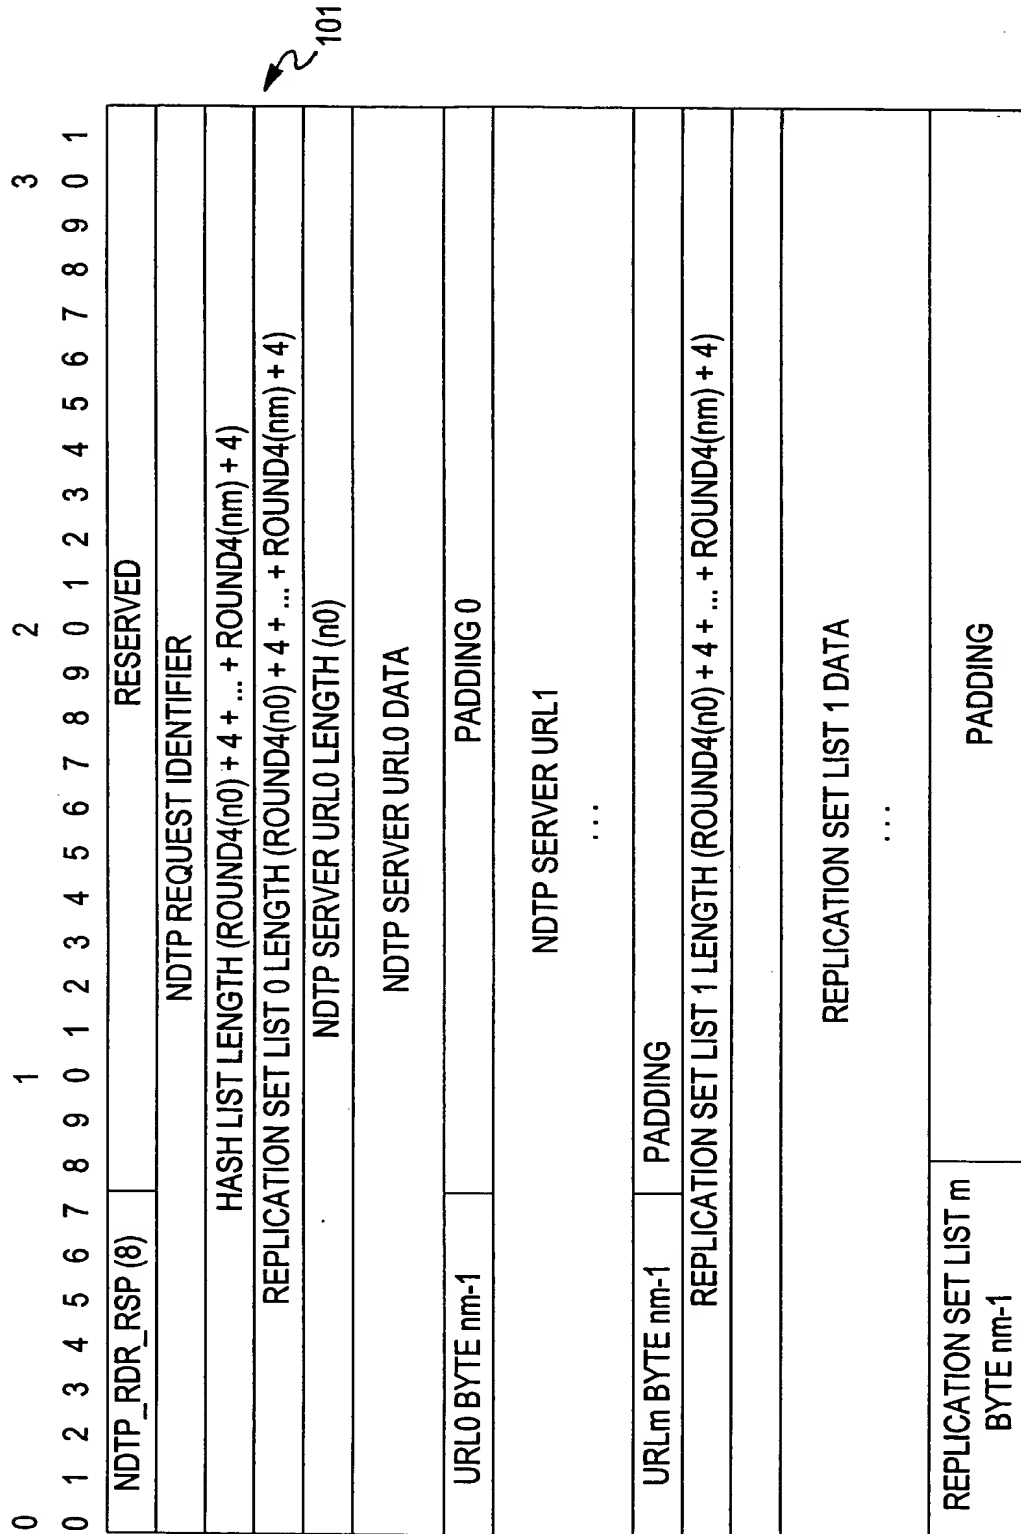 0 1 2 3
0 1 2 3 4 5 6 7 8 9 0 1 2 3 4 5 6 7 8 9 0 1 2 3 4 5 6 7 8 9 0 1
NDTP_RDR_RSP (8) RESERVED
NDTP REQUEST IDENTIFIER
HASH LIST LENGTH (ROUND4(n0) + 4 + ... + ROUND4(nm) + 4)
REPLICATION SET LIST 0 LENGTH (ROUND4(n0) + 4 + ... + ROUND4(nm) + 4)
NDTP SERVER URL0 LENGTH (n0)
NDTP SERVER URL0 DATA
URL0 BYTE nm-1 PADDING 0
NDTP SERVER URL1
...
URLm BYTE nm-1 PADDING
REPLICATION SET LIST 1 LENGTH (ROUND4(n0) + 4 + ... + ROUND4(nm) + 4)
REPLICATION SET LIST 1 DATA
...
REPLICATION SET LIST m
BYTE nm-1
PADDING
101